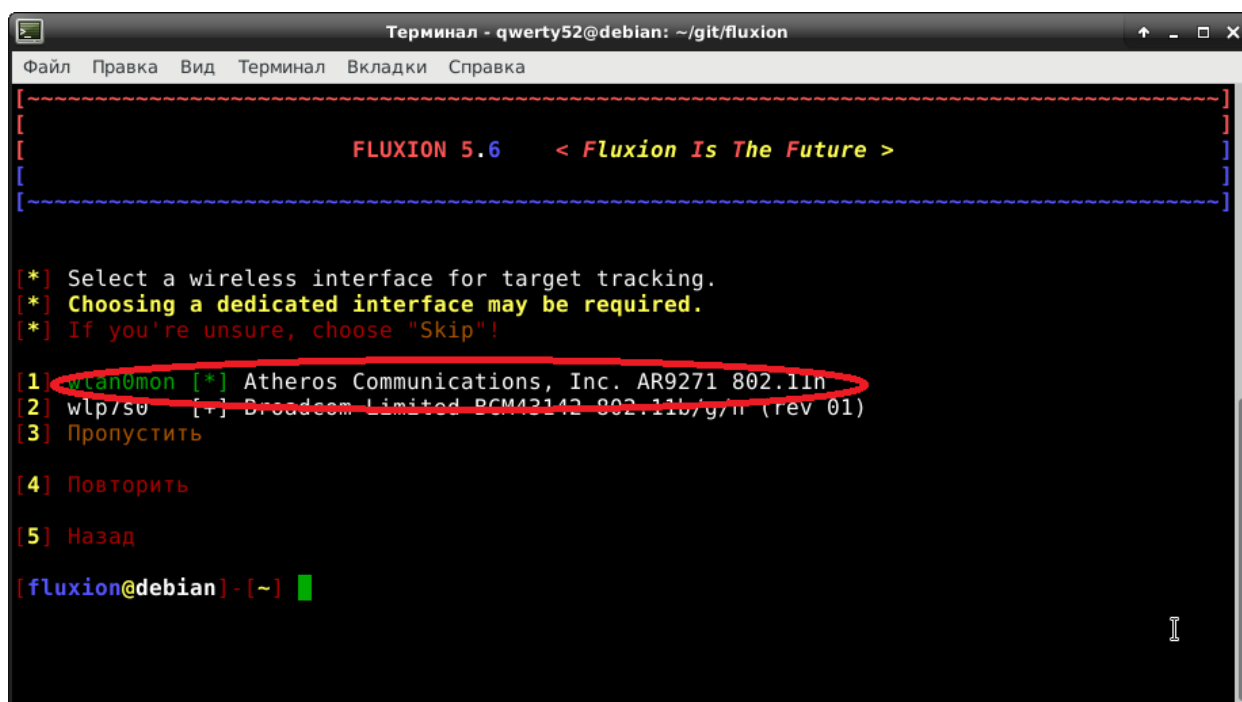 Терминал - qwerty52@debian: ~/git/fluxion
Файл Правка Вид Терминал Вкладки Справка
[~~~~~~~~~~~~~~~~~~~~~~~~~~~~~~~~~~~~~~~~~~~~~~~~~~~~~~~~~~~~~~~~~~~~~~~~~~~~~~~~~~~~~~~~]
[ ]
[ FLUXION 5.6 < Fluxion Is The Future > ]
[ ]
[~~~~~~~~~~~~~~~~~~~~~~~~~~~~~~~~~~~~~~~~~~~~~~~~~~~~~~~~~~~~~~~~~~~~~~~~~~~~~~~~~~~~~~~~]
[*] Select a wireless interface for target tracking.
[*] Choosing a dedicated interface may be required.
[*] If you're unsure, choose "Skip"!
[1] wlan0mon [*] Atheros Communications, Inc. AR9271 802.11n
[2] wlp7s0 [+] Broadcom Limited BCM43142 802.11b/g/n (rev 01)
[3] Пропустить
[4] Повторить
[5] Назад
[fluxion@debian]-[~]